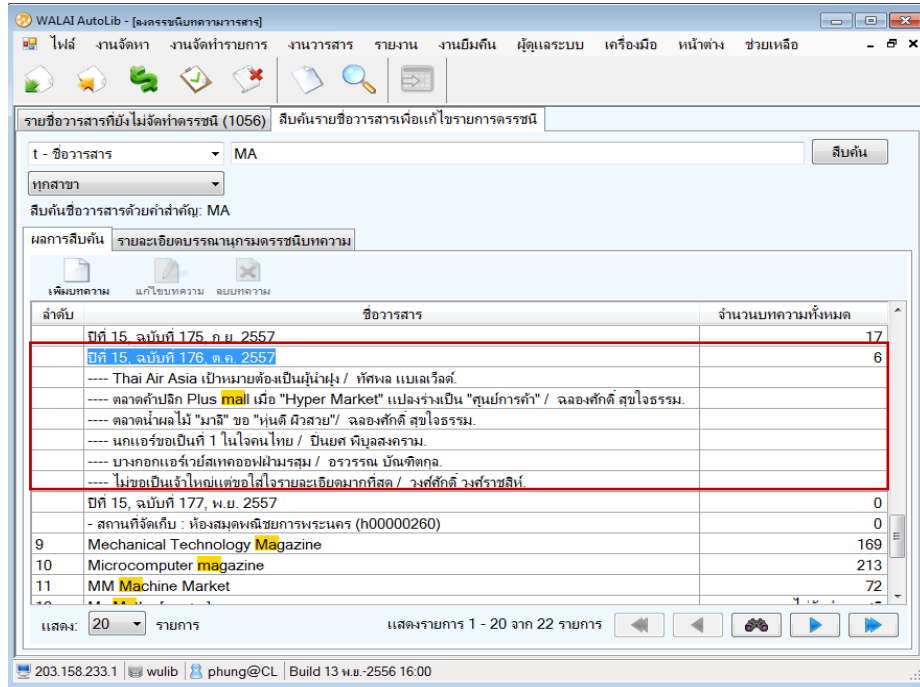 WALAI AutoLib - [ลงดรรชนีบทความวารสาร]
ไฟล์ งานจัดหา งานจัดทำรายการ งานวารสาร รายงาน งานยืมคืน ผู้ดูแลระบบ เครื่องมือ หน้าต่าง ช่วยเหลือ
รายชื่อวารสารที่ยังไม่จัดทำดรรชนี (1056) สืบค้นรายชื่อวารสารเพื่อแก้ไขรายการดรรชนี
t - ชื่อวารสาร MA สืบค้น
ทุกสาขา
สืบค้นชื่อวารสารด้วยคำสำคัญ: MA
ผลการสืบค้น รายละเอียดบรรณานุกรมดรรชนีบทความ
เพิ่มบทความ แก้ไขบทความ ลบบทความ
ลำดับ ชื่อวารสาร จำนวนบทความทั้งหมด
ปีที่ 15, ฉบับที่ 175, ก.ย. 2557 17
ปีที่ 15, ฉบับที่ 176, ต.ค. 2557 6
---- Thai Air Asia เป้าหมายต้องเป็นผู้นำฝูง / ทัศพล แบเลเว็ลด์.
---- ตลาดค้าปลีก Plus mall เมื่อ "Hyper Market" แปลงร่างเป็น "ศูนย์การค้า" / ฉลองศักดิ์ สุขใจธรรม.
---- ตลาดน้ำผลไม้ "มาลี" ขอ "หุ่นดี ผิวสวย"/ ฉลองศักดิ์ สุขใจธรรม.
---- นกแอร์ขอเป็นที่ 1 ในใจคนไทย / ปิ่นยศ พิบูลสงคราม.
---- บางกอกแอร์เวย์สเทคออฟฝ่ามรสุม / อรวรรณ บัณฑิตกุล.
---- ไม่ขอเป็นเจ้าใหญ่แต่ขอใส่ใจรายละเอียดมากที่สุด / วงศ์ศักดิ์ วงศ์ราชสีห์.
ปีที่ 15, ฉบับที่ 177, พ.ย. 2557 0
- สถานที่จัดเก็บ : ห้องสมุดพณิชยการพระนคร (h00000260) 0
9 Mechanical Technology Magazine 169
10 Microcomputer magazine 213
11 MM Machine Market 72
แสดง: 20 รายการ แสดงรายการ 1 - 20 จาก 22 รายการ
203.158.233.1 wulib phung@CL Build 13 พ.ย.-2556 16:00